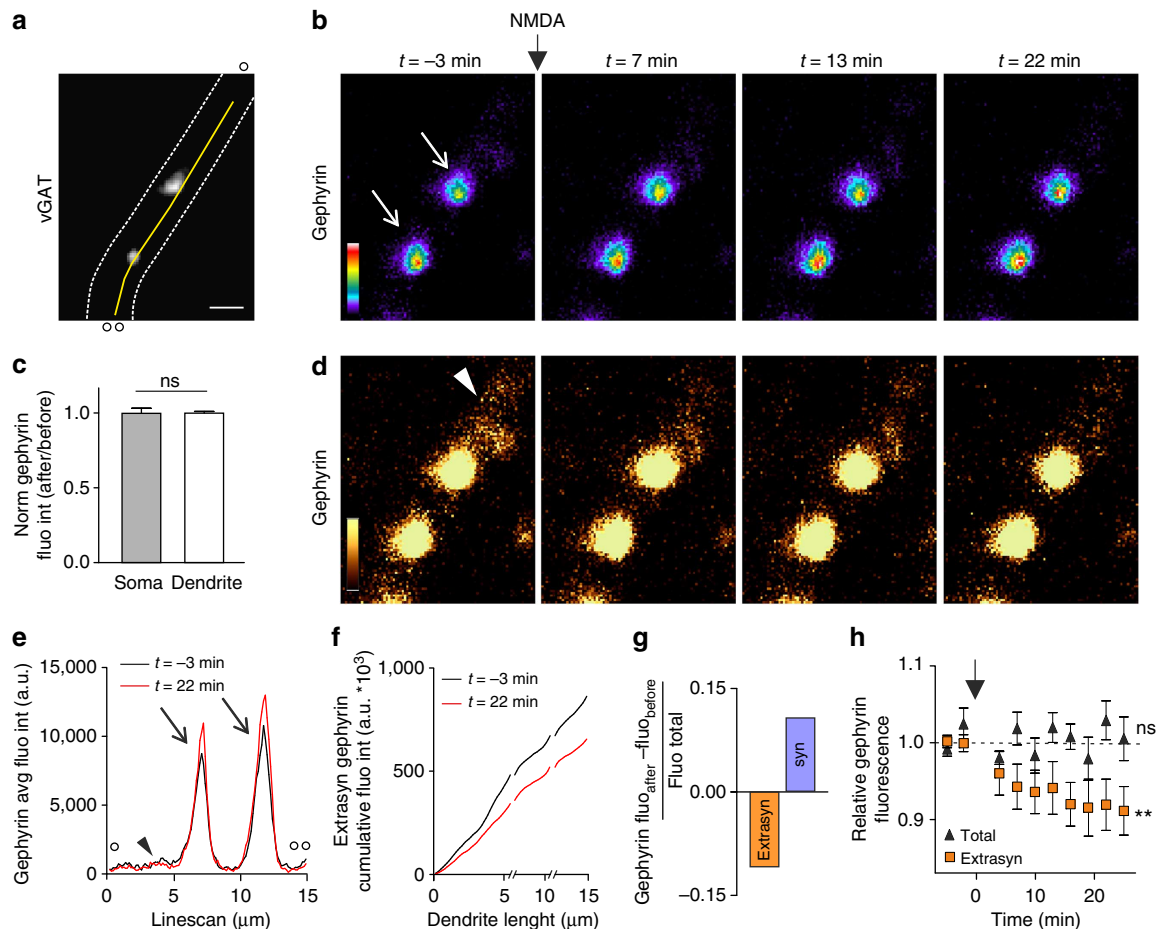 a
vGAT
b
NMDA
t = −3 min
t = 7 min
t = 13 min
t = 22 min
Gephyrin
c
ns
Norm gephyrin
fluo int (after/before)
1.0
0.5
0.0
Soma
Dendrite
d
Gephyrin
e
Gephyrin avg fluo int (a.u.)
15,000
10,000
5,000
0
t = −3 min
t = 22 min
0
5
10
15
Linescan (μm)
f
Extrasyn gephyrin
cumulative fluo int (a.u. *10^3)
1,000
500
0
t = −3 min
t = 22 min
0
5
10
15
Dendrite lenght (μm)
g
Gephyrin fluo_after −fluo_before
Fluo total
0.15
0.00
−0.15
Extrasyn
syn
h
Relative gephyrin
fluorescence
1.1
1.0
0.9
ns
**
Total
Extrasyn
0
10
20
Time (min)